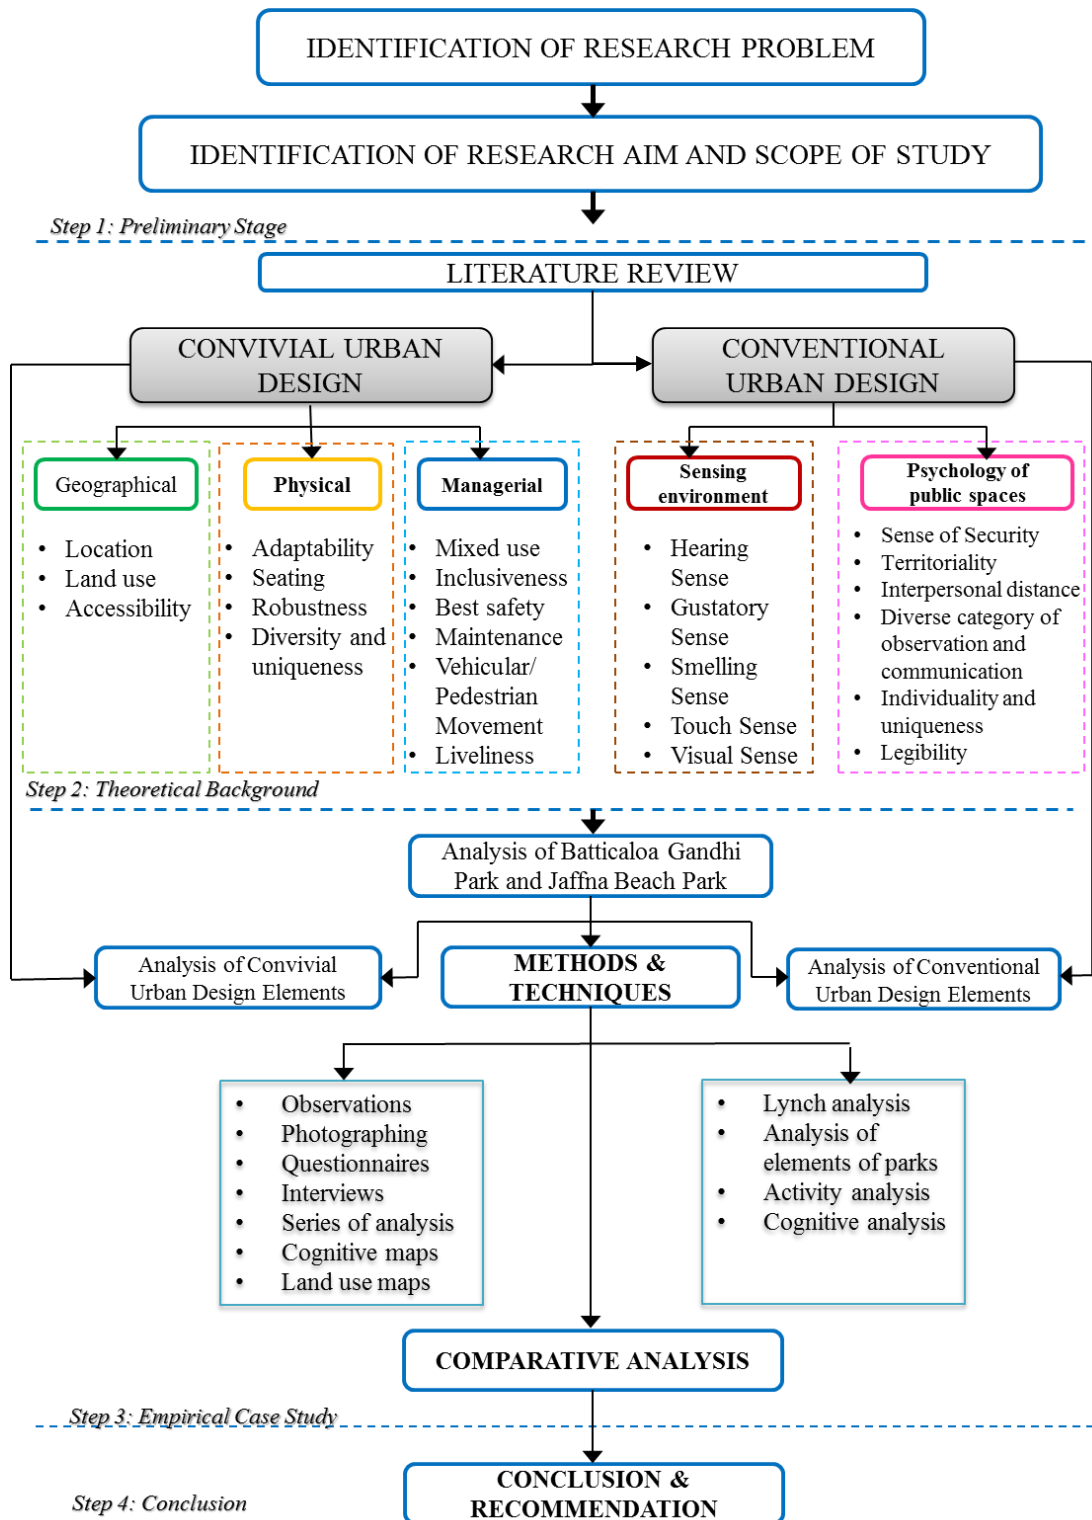 IDENTIFICATION OF RESEARCH PROBLEM
IDENTIFICATION OF RESEARCH AIM AND SCOPE OF STUDY
Step 1: Preliminary Stage
LITERATURE REVIEW
CONVIVIAL URBAN
DESIGN
CONVENTIONAL
URBAN DESIGN
Geographical
• Location
• Land use
• Accessibility
Physical
• Adaptability
• Seating
• Robustness
• Diversity and
uniqueness
Managerial
• Mixed use
• Inclusiveness
• Best safety
• Maintenance
• Vehicular/
Pedestrian
Movement
• Liveliness
Sensing
environment
• Hearing
Sense
• Gustatory
Sense
• Smelling
Sense
• Touch Sense
• Visual Sense
Psychology of
public spaces
• Sense of Security
• Territoriality
• Interpersonal distance
• Diverse category of
observation and
communication
• Individuality and
uniqueness
• Legibility
Step 2: Theoretical Background
Analysis of Batticaloa Gandhi
Park and Jaffna Beach Park
Analysis of Convivial
Urban Design Elements
METHODS &
TECHNIQUES
Analysis of Conventional
Urban Design Elements
• Observations
• Photographing
• Questionnaires
• Interviews
• Series of analysis
• Cognitive maps
• Land use maps
• Lynch analysis
• Analysis of
elements of parks
• Activity analysis
• Cognitive analysis
COMPARATIVE ANALYSIS
Step 3: Empirical Case Study
CONCLUSION &
RECOMMENDATION
Step 4: Conclusion